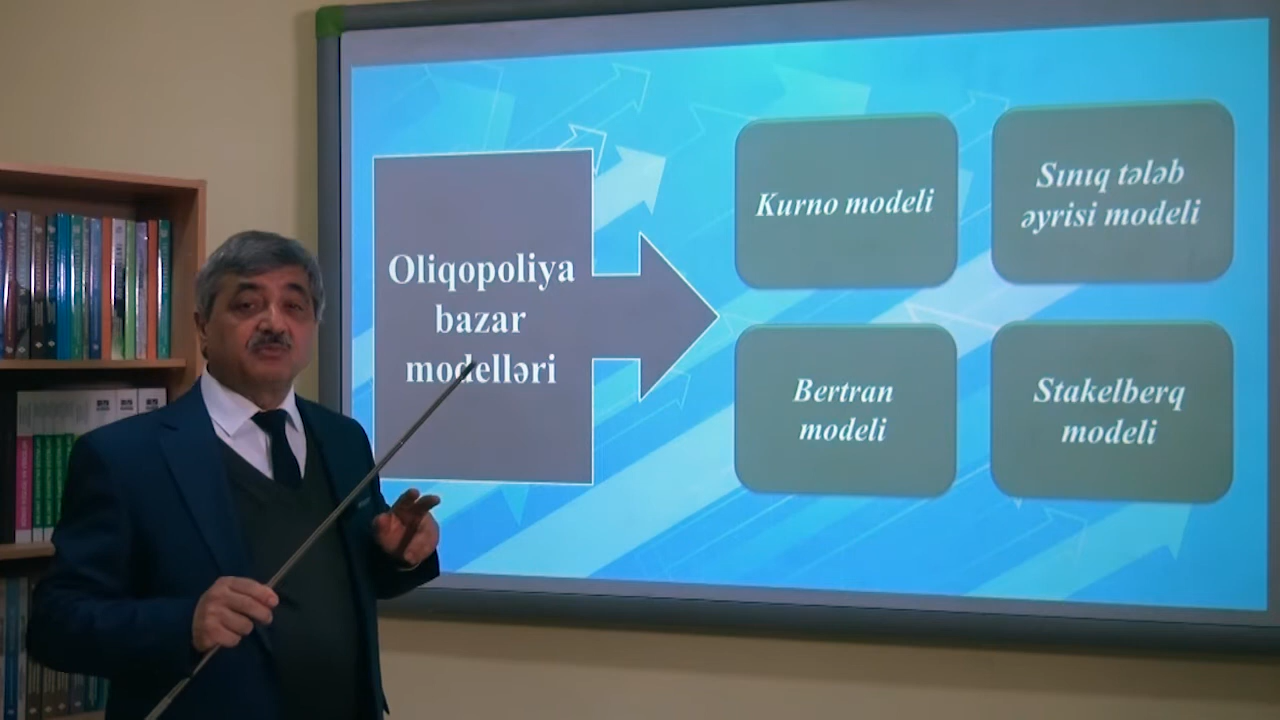 Oliqopoliya
bazar
modelləri
Kurno modeli
Sınıq tələb
əyrisi modeli
Bertran
modeli
Stakelberq
modeli